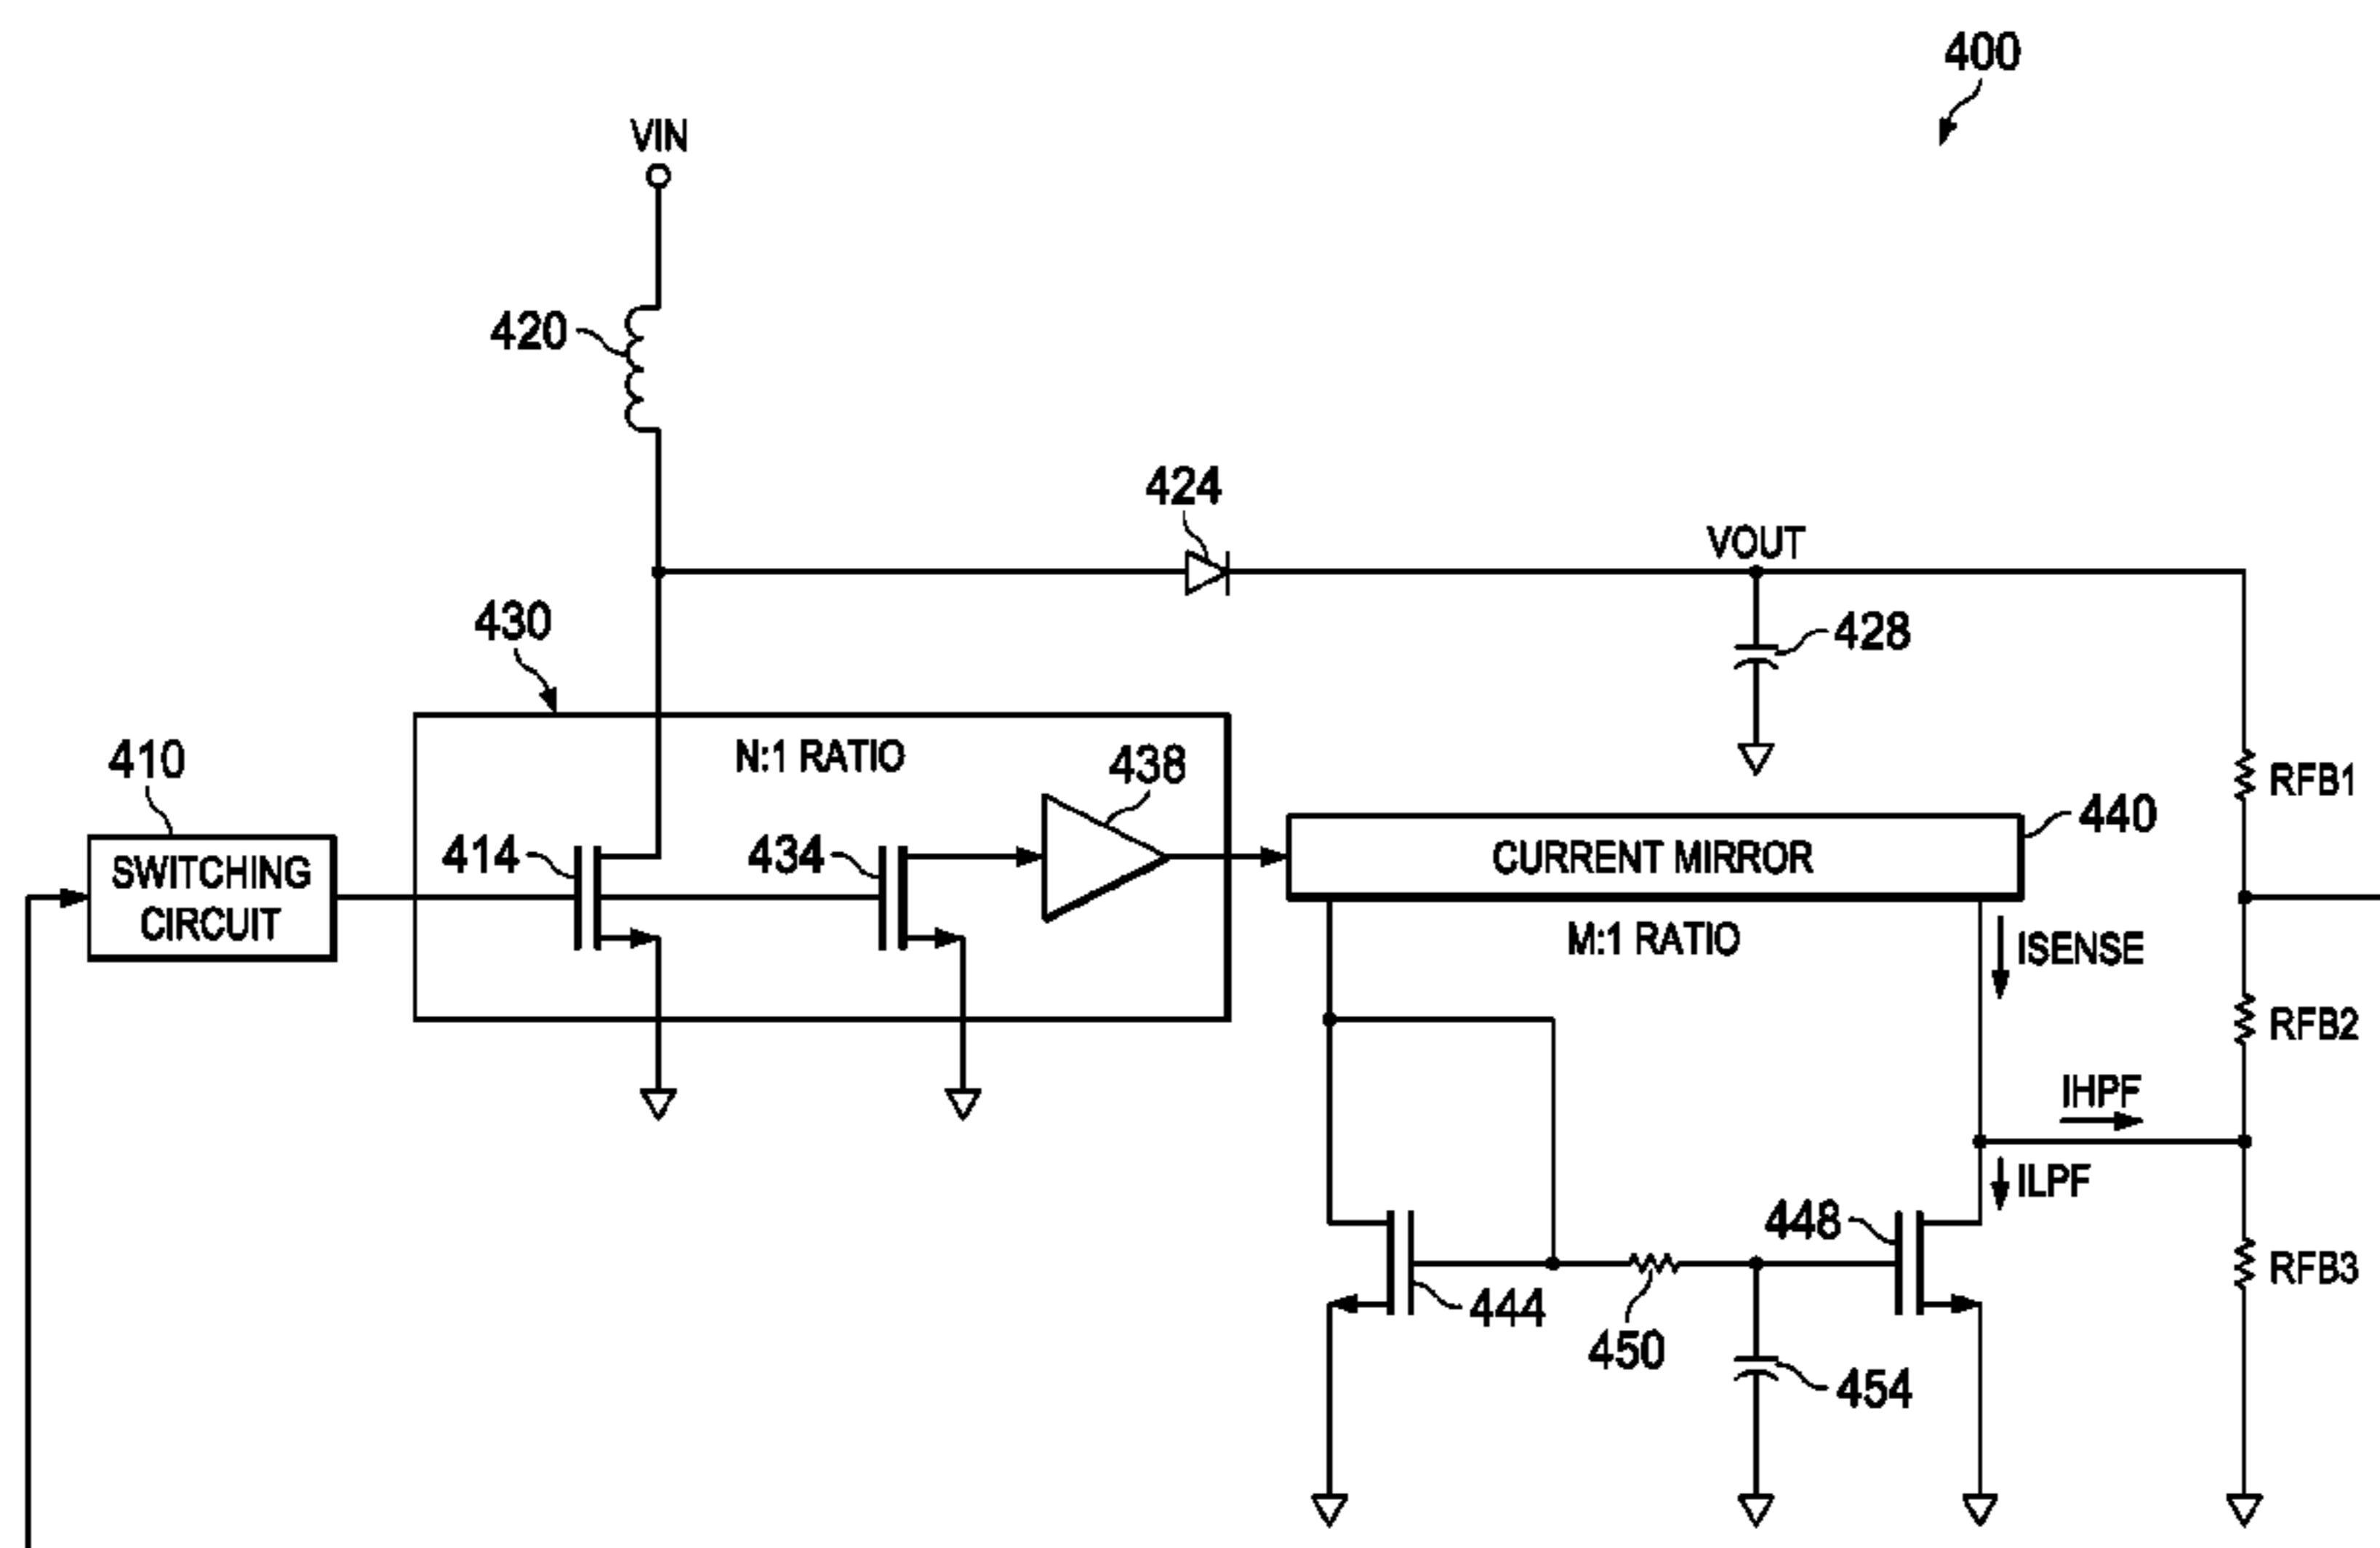 400
VIN
420
424
VOUT
428
430
N:1 RATIO
438
410
SWITCHING
CIRCUIT
414
434
RFB1
440
CURRENT MIRROR
M:1 RATIO
ISENSE
RFB2
IHPF
ILPF
448
444
450
454
RFB3